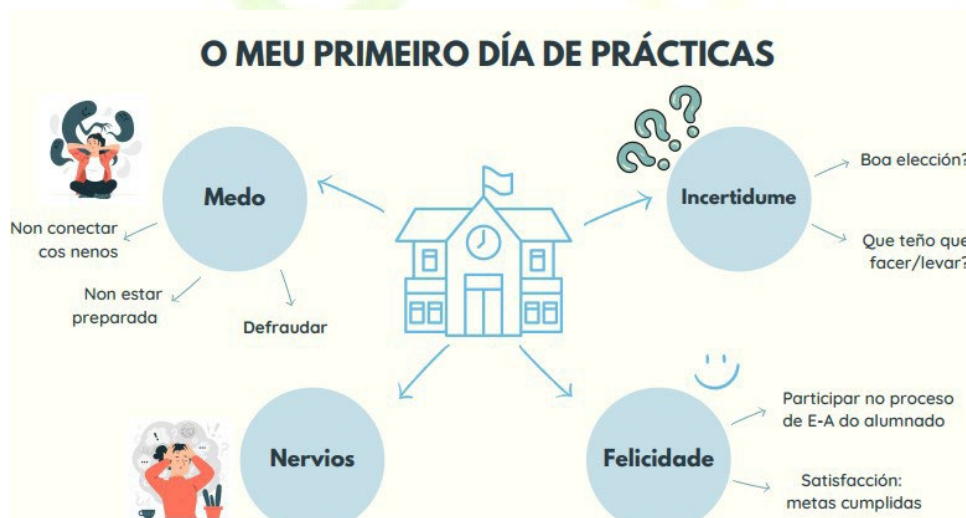 O MEU PRIMEIRO DÍA DE PRÁCTICAS
Medo
Non conectar
cos nenos
Non estar
preparada
Defraudar
Incertidume
Boa elección?
Que teño que
facer/levar?
Nervios
Felicidade
Participar no proceso
de E-A do alumnado
Satisfacción:
metas cumplidas